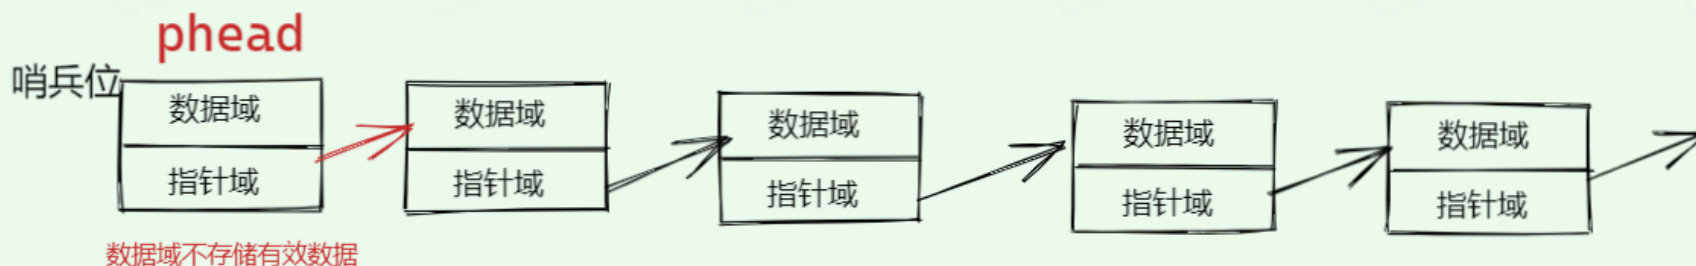 phead
哨兵位
数据域 数据域 数据域 数据域 数据域
指针域 指针域 指针域 指针域 指针域
数据域不存储有效数据